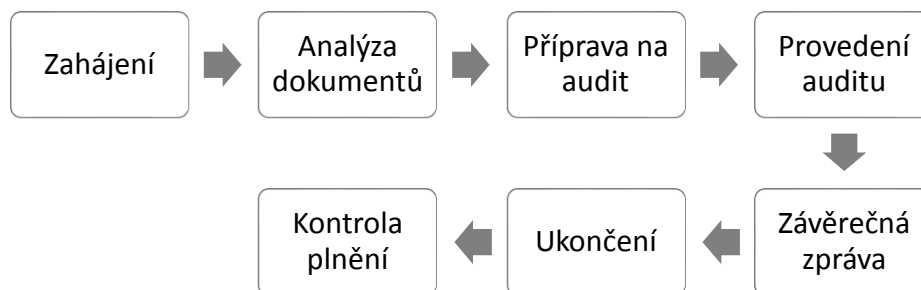 Zahájení
Analýza
dokumentů
Příprava na
audit
Provedení
auditu
Závěrečná
zpráva
Ukončení
Kontrola
plnění